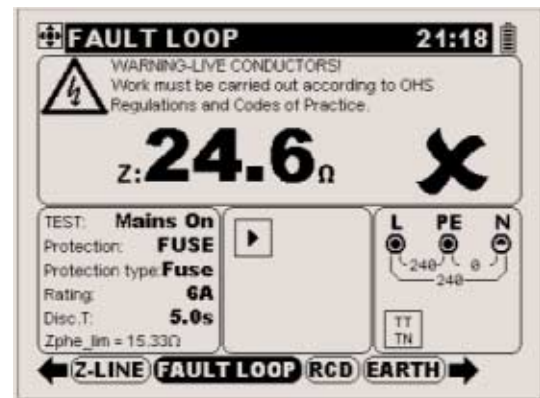 FAULT LOOP 21:18
WARNING-LIVE CONDUCTORS!
Work must be carried out according to OHS
Regulations and Codes of Practice.
Z:24.6Ω
TEST: Mains On
Protection: FUSE
Protection type:Fuse
Rating: 6A
Disc.T: 5.0s
Zphe_lim = 15.33Ω
L PE N
240 0
240
TT
TN
Z-LINE FAULT LOOP RCD EARTH